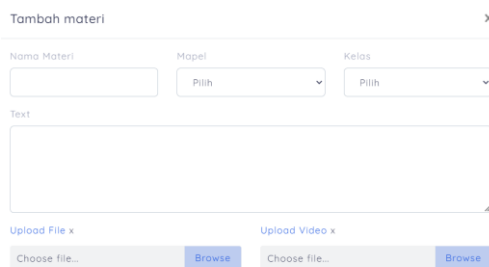 Tambah materi x
Nama Materi Mapel Kelas
Pilih Pilih
Text
Upload File x Upload Video x
Choose file... Browse Choose file... Browse